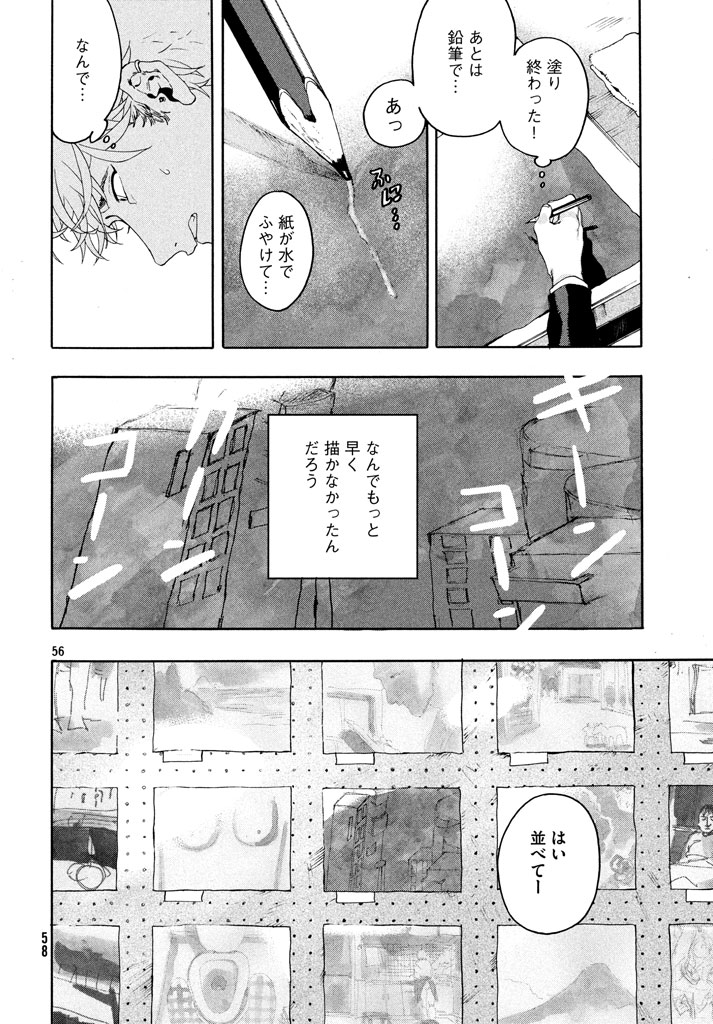 塗り
終わった！
あとは
鉛筆で…
あっ
ふに…
紙が水で
ふやけて…
なんで…
キーン
コーン
なんでもっと
早く
描かなかったん
だろう
カーン
コーン
56
はい
並べてー
58